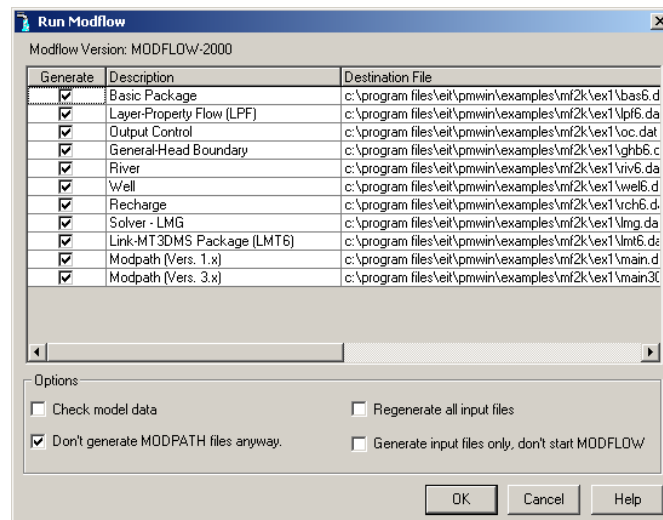 Run Modflow
Modflow Version: MODFLOW-2000
Generate Description Destination File
Basic Package c:\program files\eit\pmwin\examples\mf2k\ex1\bas6.d
Layer-Property Flow (LPF) c:\program files\eit\pmwin\examples\mf2k\ex1\lpf6.da
Output Control c:\program files\eit\pmwin\examples\mf2k\ex1\oc.dat
General-Head Boundary c:\program files\eit\pmwin\examples\mf2k\ex1\ghb6.d
River c:\program files\eit\pmwin\examples\mf2k\ex1\riv6.da
Well c:\program files\eit\pmwin\examples\mf2k\ex1\wel6.d
Recharge c:\program files\eit\pmwin\examples\mf2k\ex1\rch6.d
Solver - LMG c:\program files\eit\pmwin\examples\mf2k\ex1\lmg.da
Link-MT3DMS Package (LMT6) c:\program files\eit\pmwin\examples\mf2k\ex1\lmt6.da
Modpath (Vers. 1.x) c:\program files\eit\pmwin\examples\mf2k\ex1\main.d
Modpath (Vers. 3.x) c:\program files\eit\pmwin\examples\mf2k\ex1\main30
Options
Check model data Regenerate all input files
Don't generate MODPATH files anyway. Generate input files only, don't start MODFLOW
OK Cancel Help